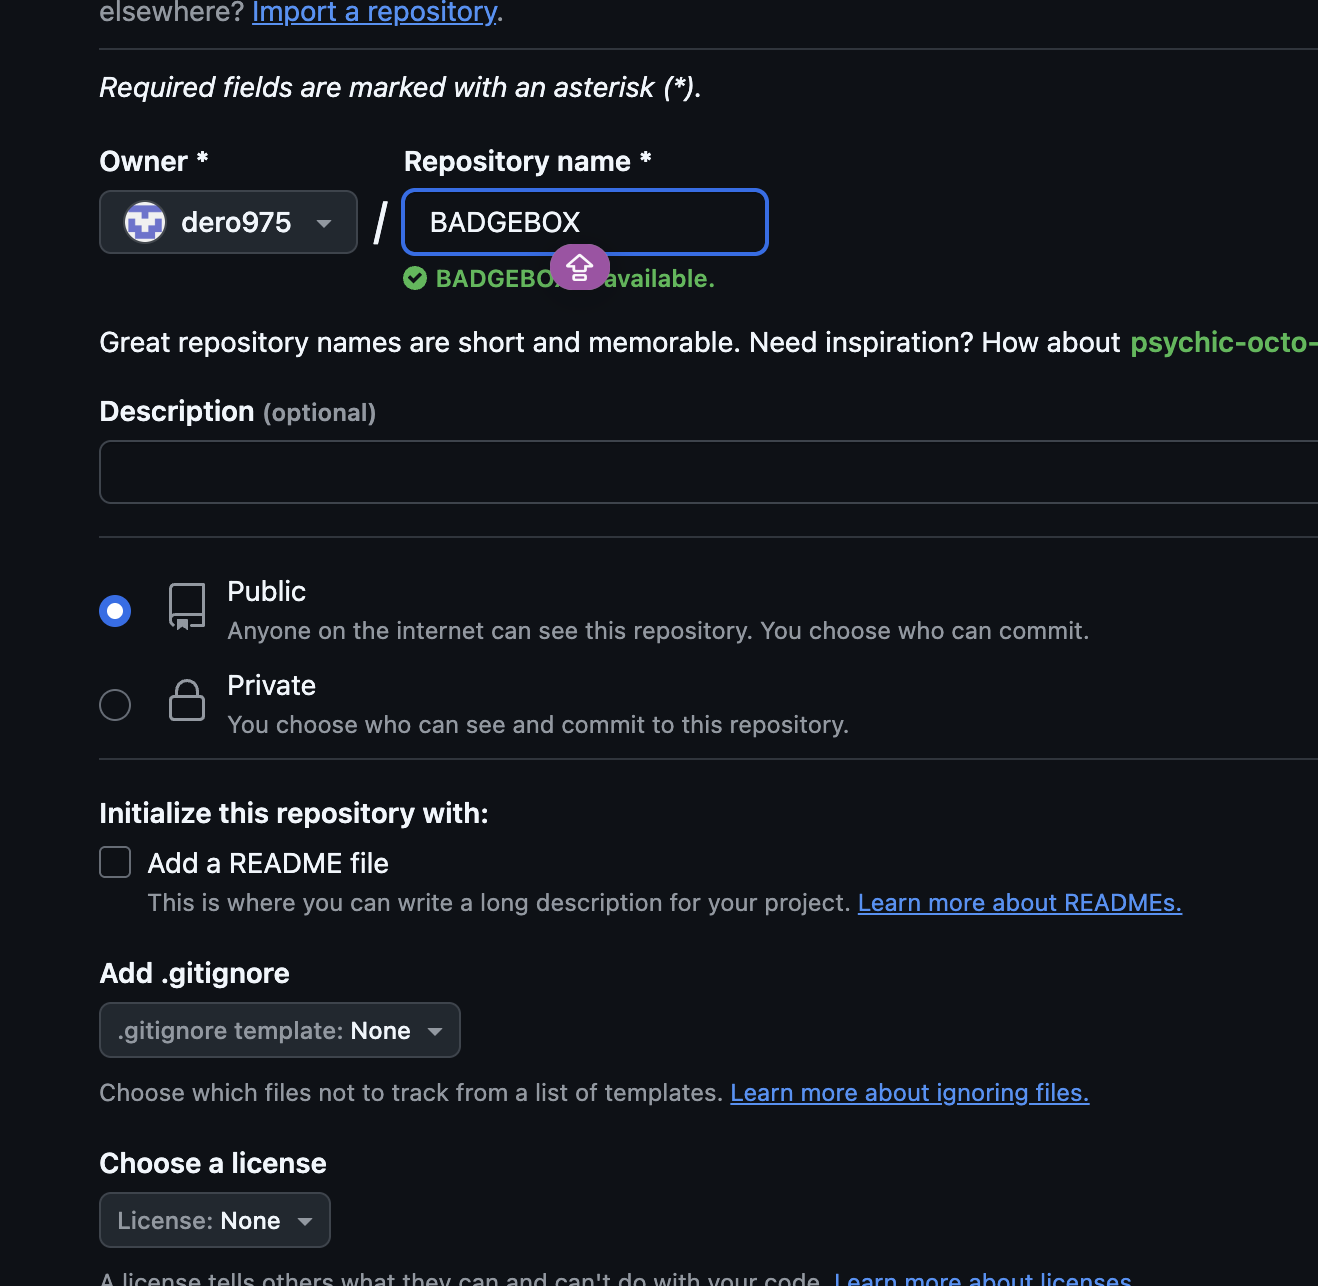 elsewhere? Import a repository.
Required fields are marked with an asterisk (*).
Owner * Repository name *
dero975 / BADGEBOX
BADGEBO available.
Great repository names are short and memorable. Need inspiration? How about psychic-octo-
Description (optional)
Public
Anyone on the internet can see this repository. You choose who can commit.
Private
You choose who can see and commit to this repository.
Initialize this repository with:
Add a README file
This is where you can write a long description for your project. Learn more about READMEs.
Add .gitignore
.gitignore template: None
Choose which files not to track from a list of templates. Learn more about ignoring files.
Choose a license
License: None
A license tells others what they can and can't do with your code. Learn more about licenses.